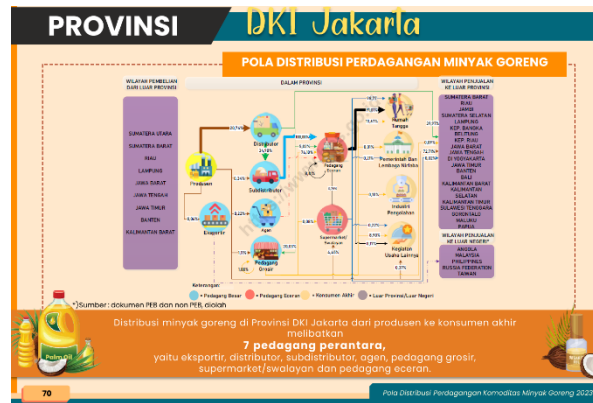 PROVINSI
DKI Jakarta
POLA DISTRIBUSI PERDAGANGAN MINYAK GORENG
WILAYAH PEMBELIAN
DARI LUAR PROVINSI
DALAM PROVINSI
WILAYAH PENJUALAN
KE LUAR PROVINSI
SUMATERA UTARA
SUMATERA BARAT
RIAU
LAMPUNG
JAWA BARAT
JAWA TENGAH
JAWA TIMUR
BANTEN
KALIMANTAN BARAT
Produsen
Eksportir
Distributor
Subdistributor
Agen
Pedagang
Grosir
Pedagang
Eceran
Supermarket/
Swalayan
Rumah
Tangga
Pemerintah Dan
Lembaga Nirlaba
Industri
Pengolahan
Kegiatan
Usaha Lainnya
SUMATERA BARAT
RIAU
JAMBI
SUMATERA SELATAN
LAMPUNG
KEP. BANGKA
BELITUNG
KEP. RIAU
JAWA BARAT
JAWA TENGAH
DI YOGYAKARTA
JAWA TIMUR
BANTEN
BALI
KALIMANTAN BARAT
KALIMANTAN
SELATAN
KALIMANTAN TIMUR
SULAWESI TENGGARA
GORONTALO
MALUKU
PAPUA
WILAYAH PENJUALAN
KE LUAR NEGERI*
ANGOLA
MALAYSIA
PHILIPPINES
RUSSIA FEDERATION
TAIWAN
Keterangan:
= Pedagang Besar
= Pedagang Eceran
= Konsumen Akhir
= Luar Provinsi/Luar Negeri
*)Sumber : dokumen PEB dan non PEB, diolah
Palm Oil
Distribusi minyak goreng di Provinsi DKI Jakarta dari produsen ke konsumen akhir
melibatkan
7 pedagang perantara,
yaitu eksportir, distributor, subdistributor, agen, pedagang grosir,
supermarket/swalayan dan pedagang eceran.
70
Pola Distribusi Perdagangan Komoditas Minyak Goreng 2023